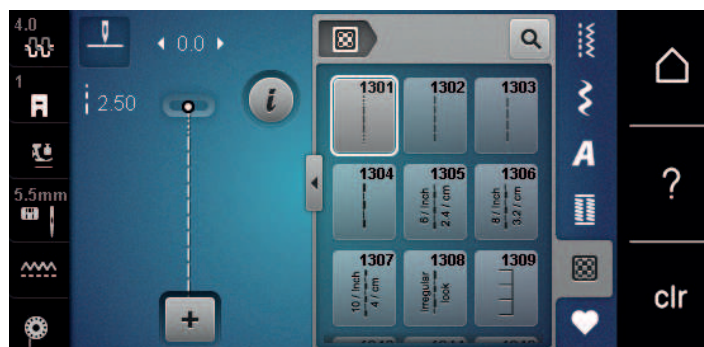 4.0
0.0
1
2.50
5.5mm
i
1301
1302
1303
1304
1305
6 / Inch
2.4 / cm
1306
8 / Inch
3.2 / cm
1307
10 / Inch
4 / cm
1308
Irregular
look
1309
A
?
clr